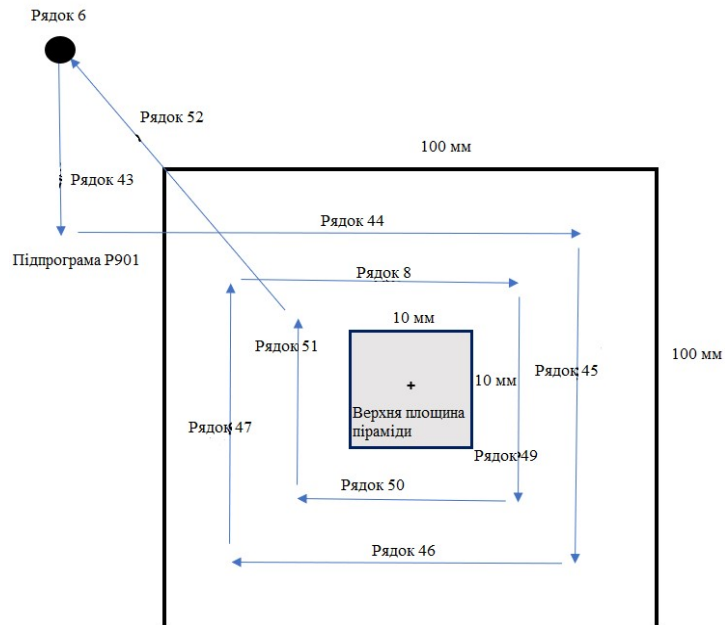 Рядок 6
Рядок 52
100 мм
Рядок 43
Рядок 44
Підпрограма Р901
Рядок 8
10 мм
Рядок 51
100 мм
Рядок 45
10 мм
Верхня площина
піраміди
Рядок 47
Рядок 49
Рядок 50
Рядок 46